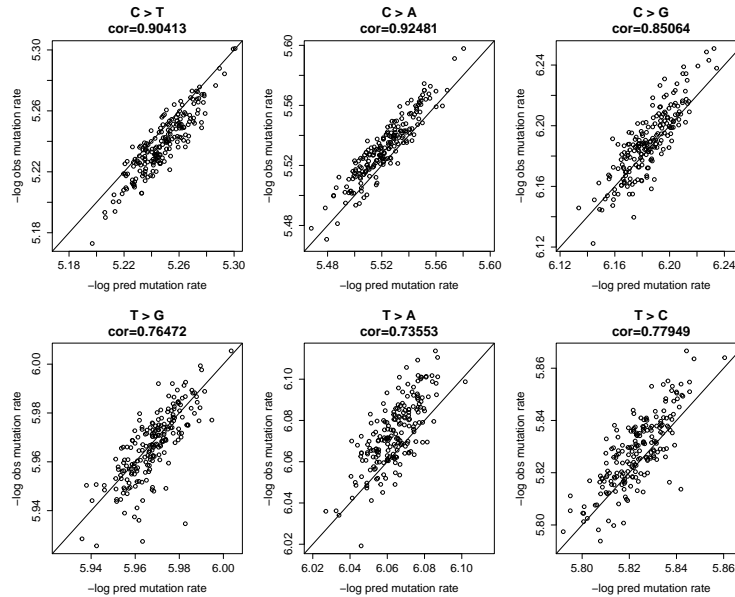 C > T
cor=0.90413
−log obs mutation rate
5.18 5.22 5.26 5.30
5.18 5.22 5.26 5.30
−log pred mutation rate
C > A
cor=0.92481
−log obs mutation rate
5.48 5.52 5.56 5.60
5.48 5.52 5.56 5.60
−log pred mutation rate
C > G
cor=0.85064
−log obs mutation rate
6.12 6.16 6.20 6.24
6.12 6.16 6.20 6.24
−log pred mutation rate
T > G
cor=0.76472
−log obs mutation rate
5.94 5.96 5.98 6.00
5.94 5.96 5.98 6.00
−log pred mutation rate
T > A
cor=0.73553
−log obs mutation rate
6.02 6.04 6.06 6.08 6.10
6.02 6.04 6.06 6.08 6.10
−log pred mutation rate
T > C
cor=0.77949
−log obs mutation rate
5.80 5.82 5.84 5.86
5.80 5.82 5.84 5.86
−log pred mutation rate